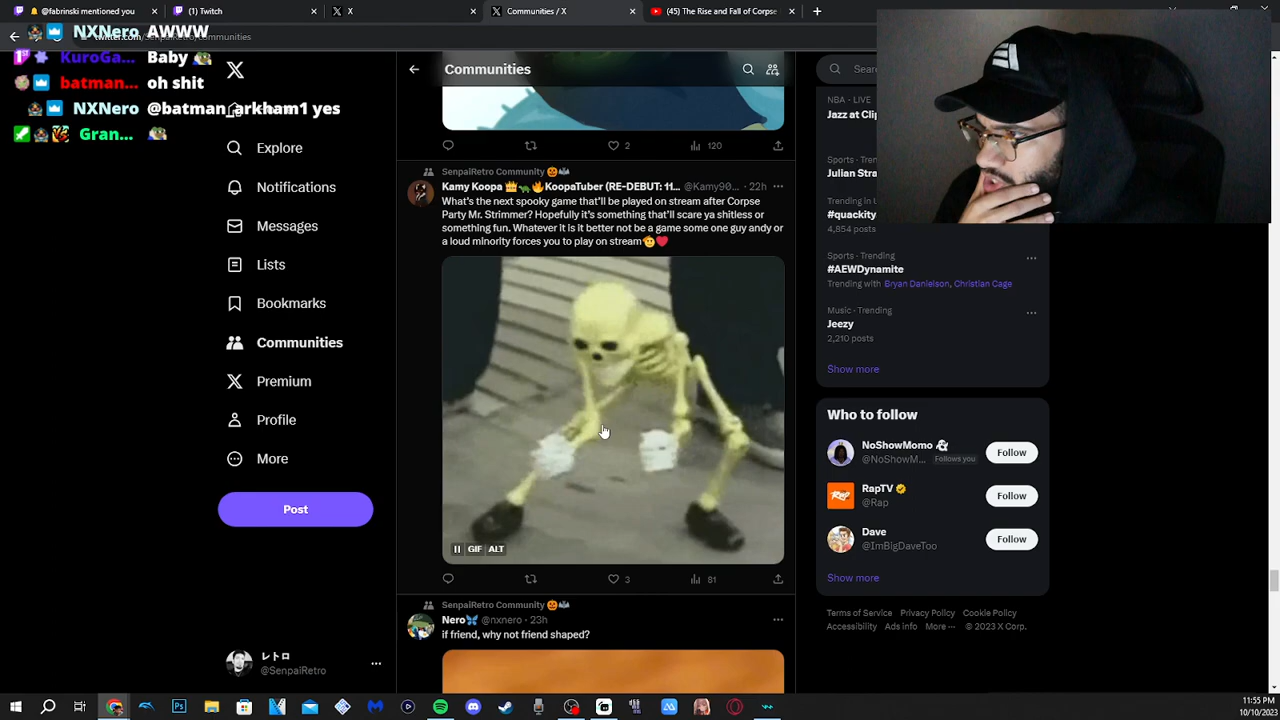 @fabrinski mentioned you
Twitch
X
Communities / X
(45) The Rise and Fall of Corpse
NXNero AWWW
KuroGa... Baby
batman... oh shit
NXNero @batman_arkham1 yes
Gran...
Explore
Notifications
Messages
Lists
Bookmarks
Communities
Premium
Profile
More
Post
レトロ
@SenpaiRetro
Communities
2
120
SenpaiRetro Community
Kamy Koopa KoopaTuber (RE-DEBUT: 11... @Kamy90... · 22h
What's the next spooky game that'll be played on stream after Corpse
Party Mr. Strimmer? Hopefully it's something that'll scare ya shitless or
something fun. Whatever it is it better not be a game some one guy andy or
a loud minority forces you to play on stream
GIF ALT
3
81
SenpaiRetro Community
Nero @nxnero · 23h
if friend, why not friend shaped?
NBA · LIVE
Jazz at Clip
Sports · Tren
Julian Stra
Trending in U
#quackity
4,854 posts
Sports · Trending
#AEWDynamite
Trending with Bryan Danielson, Christian Cage
Music · Trending
Jeezy
2,210 posts
Show more
Who to follow
NoShowMomo
@NoShowM... Follows you
Follow
RapTV
@Rap
Follow
Dave
@ImBigDaveToo
Follow
Show more
Terms of Service Privacy Policy Cookie Policy
Accessibility Ads info More ··· © 2023 X Corp.
11:55 PM
10/10/2023